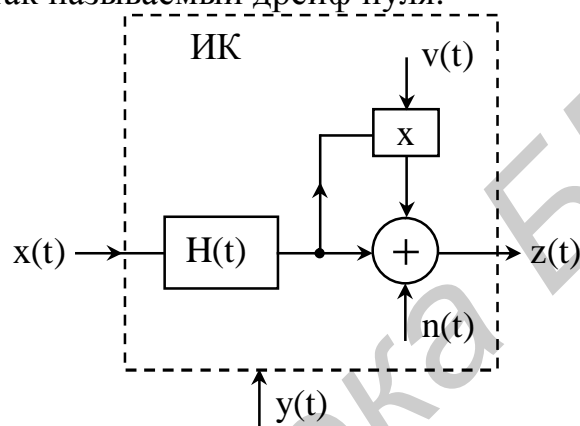 так называемый дрейф нуля.
ИК
v(t)
x
x(t)
H(t)
+
z(t)
n(t)
y(t)